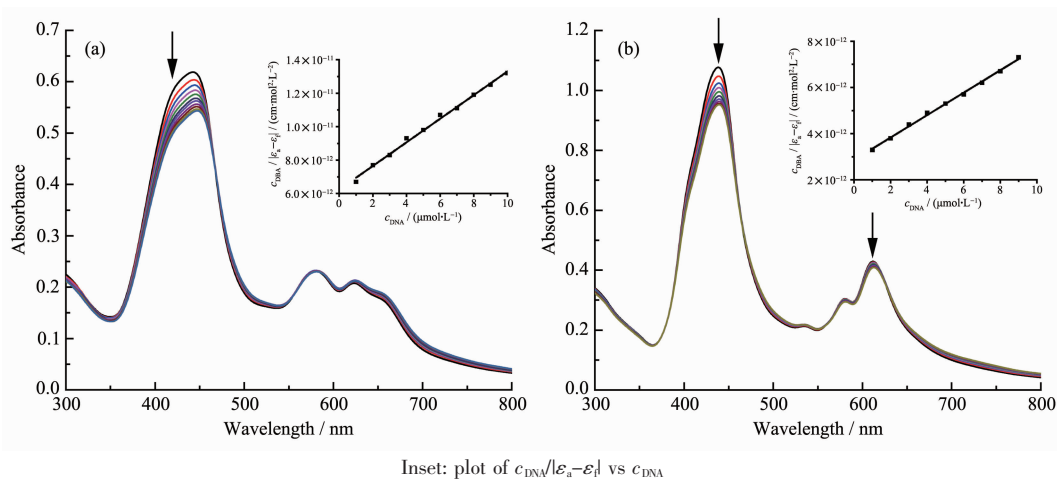 (a)
Absorbance
0.7
0.6
0.5
0.4
0.3
0.2
0.1
0.0
300 400 500 600 700 800
Wavelength / nm
c_DBA / |ε_a−ε_f| / (cm·mol²·L⁻²)
1.4×10⁻¹¹
1.2×10⁻¹¹
1.0×10⁻¹¹
8.0×10⁻¹²
6.0×10⁻¹²
0 2 4 6 8 10
c_DNA / (μmol·L⁻¹)
(b)
Absorbance
1.2
1.0
0.8
0.6
0.4
0.2
0.0
300 400 500 600 700 800
Wavelength / nm
c_DBA / |ε_a−ε_f| / (cm·mol²·L⁻²)
8×10⁻¹²
6×10⁻¹²
4×10⁻¹²
2×10⁻¹²
0 2 4 6 8 10
c_DNA / (μmol·L⁻¹)
Inset: plot of c_DNA/|ε_a−ε_f| vs c_DNA